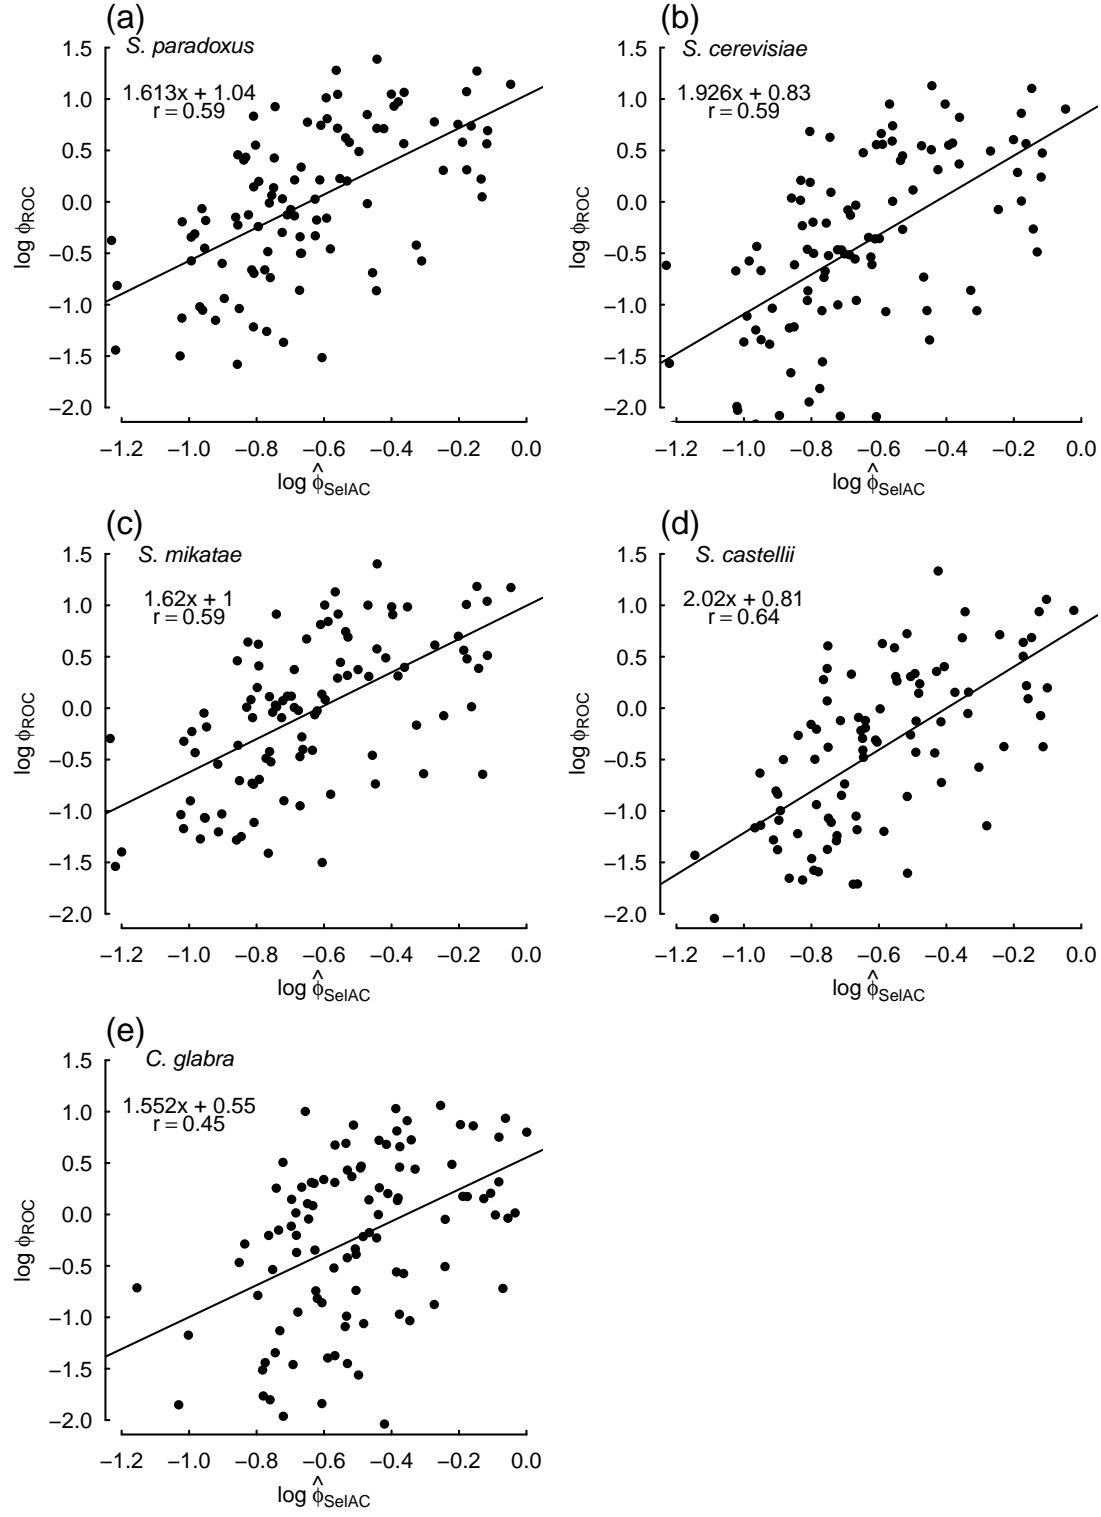 (a)
S. paradoxus
1.613x + 1.04
r = 0.59
1.5
1.0
0.5
0.0
−0.5
−1.0
−1.5
−2.0
log ϕROC
−1.2 −1.0 −0.8 −0.6 −0.4 −0.2 0.0
log ϕ̂SelAC
(b)
S. cerevisiae
1.926x + 0.83
r = 0.59
1.5
1.0
0.5
0.0
−0.5
−1.0
−1.5
−2.0
log ϕROC
−1.2 −1.0 −0.8 −0.6 −0.4 −0.2 0.0
log ϕ̂SelAC
(c)
S. mikatae
1.62x + 1
r = 0.59
1.5
1.0
0.5
0.0
−0.5
−1.0
−1.5
−2.0
log ϕROC
−1.2 −1.0 −0.8 −0.6 −0.4 −0.2 0.0
log ϕ̂SelAC
(d)
S. castellii
2.02x + 0.81
r = 0.64
1.5
1.0
0.5
0.0
−0.5
−1.0
−1.5
−2.0
log ϕROC
−1.2 −1.0 −0.8 −0.6 −0.4 −0.2 0.0
log ϕ̂SelAC
(e)
C. glabra
1.552x + 0.55
r = 0.45
1.5
1.0
0.5
0.0
−0.5
−1.0
−1.5
−2.0
log ϕROC
−1.2 −1.0 −0.8 −0.6 −0.4 −0.2 0.0
log ϕ̂SelAC